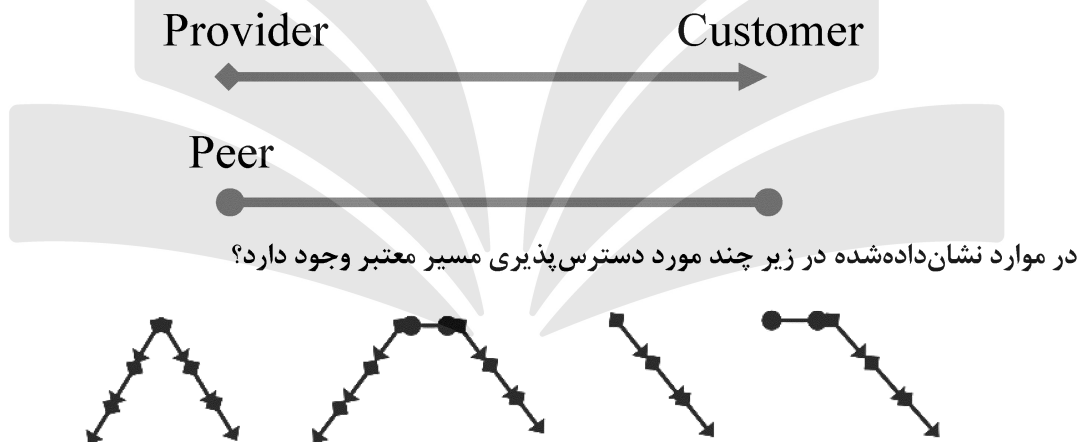 Provider Customer
Peer
در موارد نشان‌داده‌شده در زیر چند مورد دسترس‌پذیری مسیر معتبر وجود دارد؟